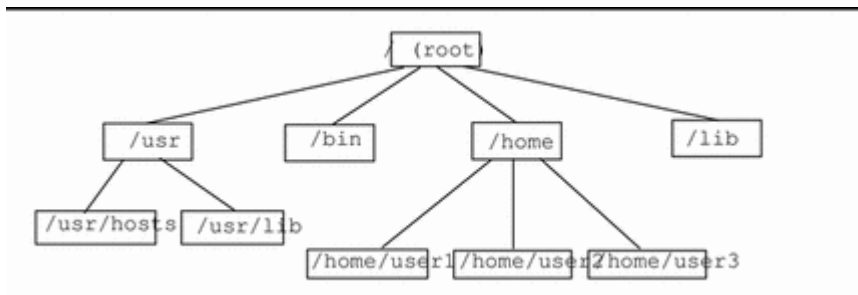 / (root)
/usr
/bin
/home
/lib
/usr/hosts
/usr/lib
/home/user1
/home/user2
/home/user3